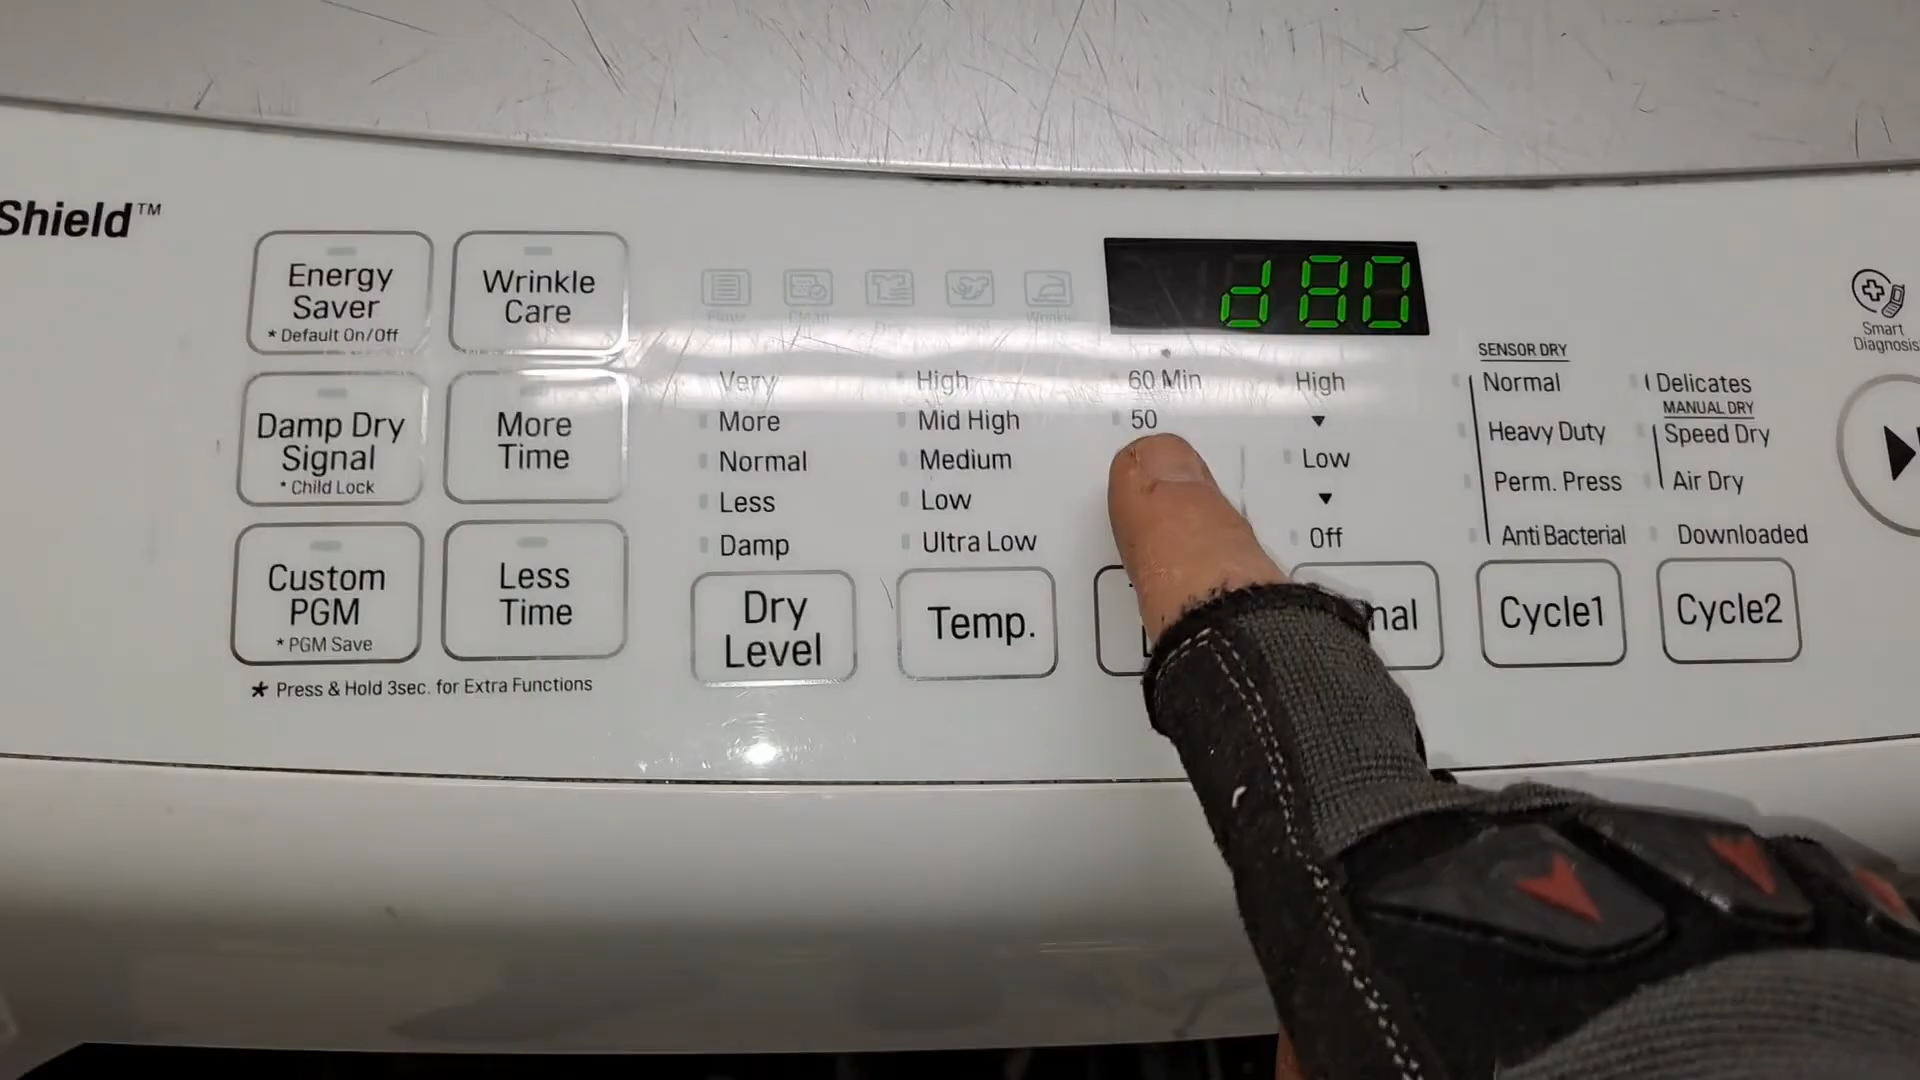 Shield™
Energy
Saver
* Default On/Off
Wrinkle
Care
Damp Dry
Signal
* Child Lock
More
Time
Custom
PGM
* PGM Save
Less
Time
* Press & Hold 3sec. for Extra Functions
Very
More
Normal
Less
Damp
Dry
Level
High
Mid High
Medium
Low
Ultra Low
Temp.
d80
60 Min
50
High
Low
Off
nal
SENSOR DRY
Normal
Heavy Duty
Perm. Press
Anti Bacterial
Cycle1
Delicates
MANUAL DRY
Speed Dry
Air Dry
Downloaded
Cycle2
Smart
Diagnosis